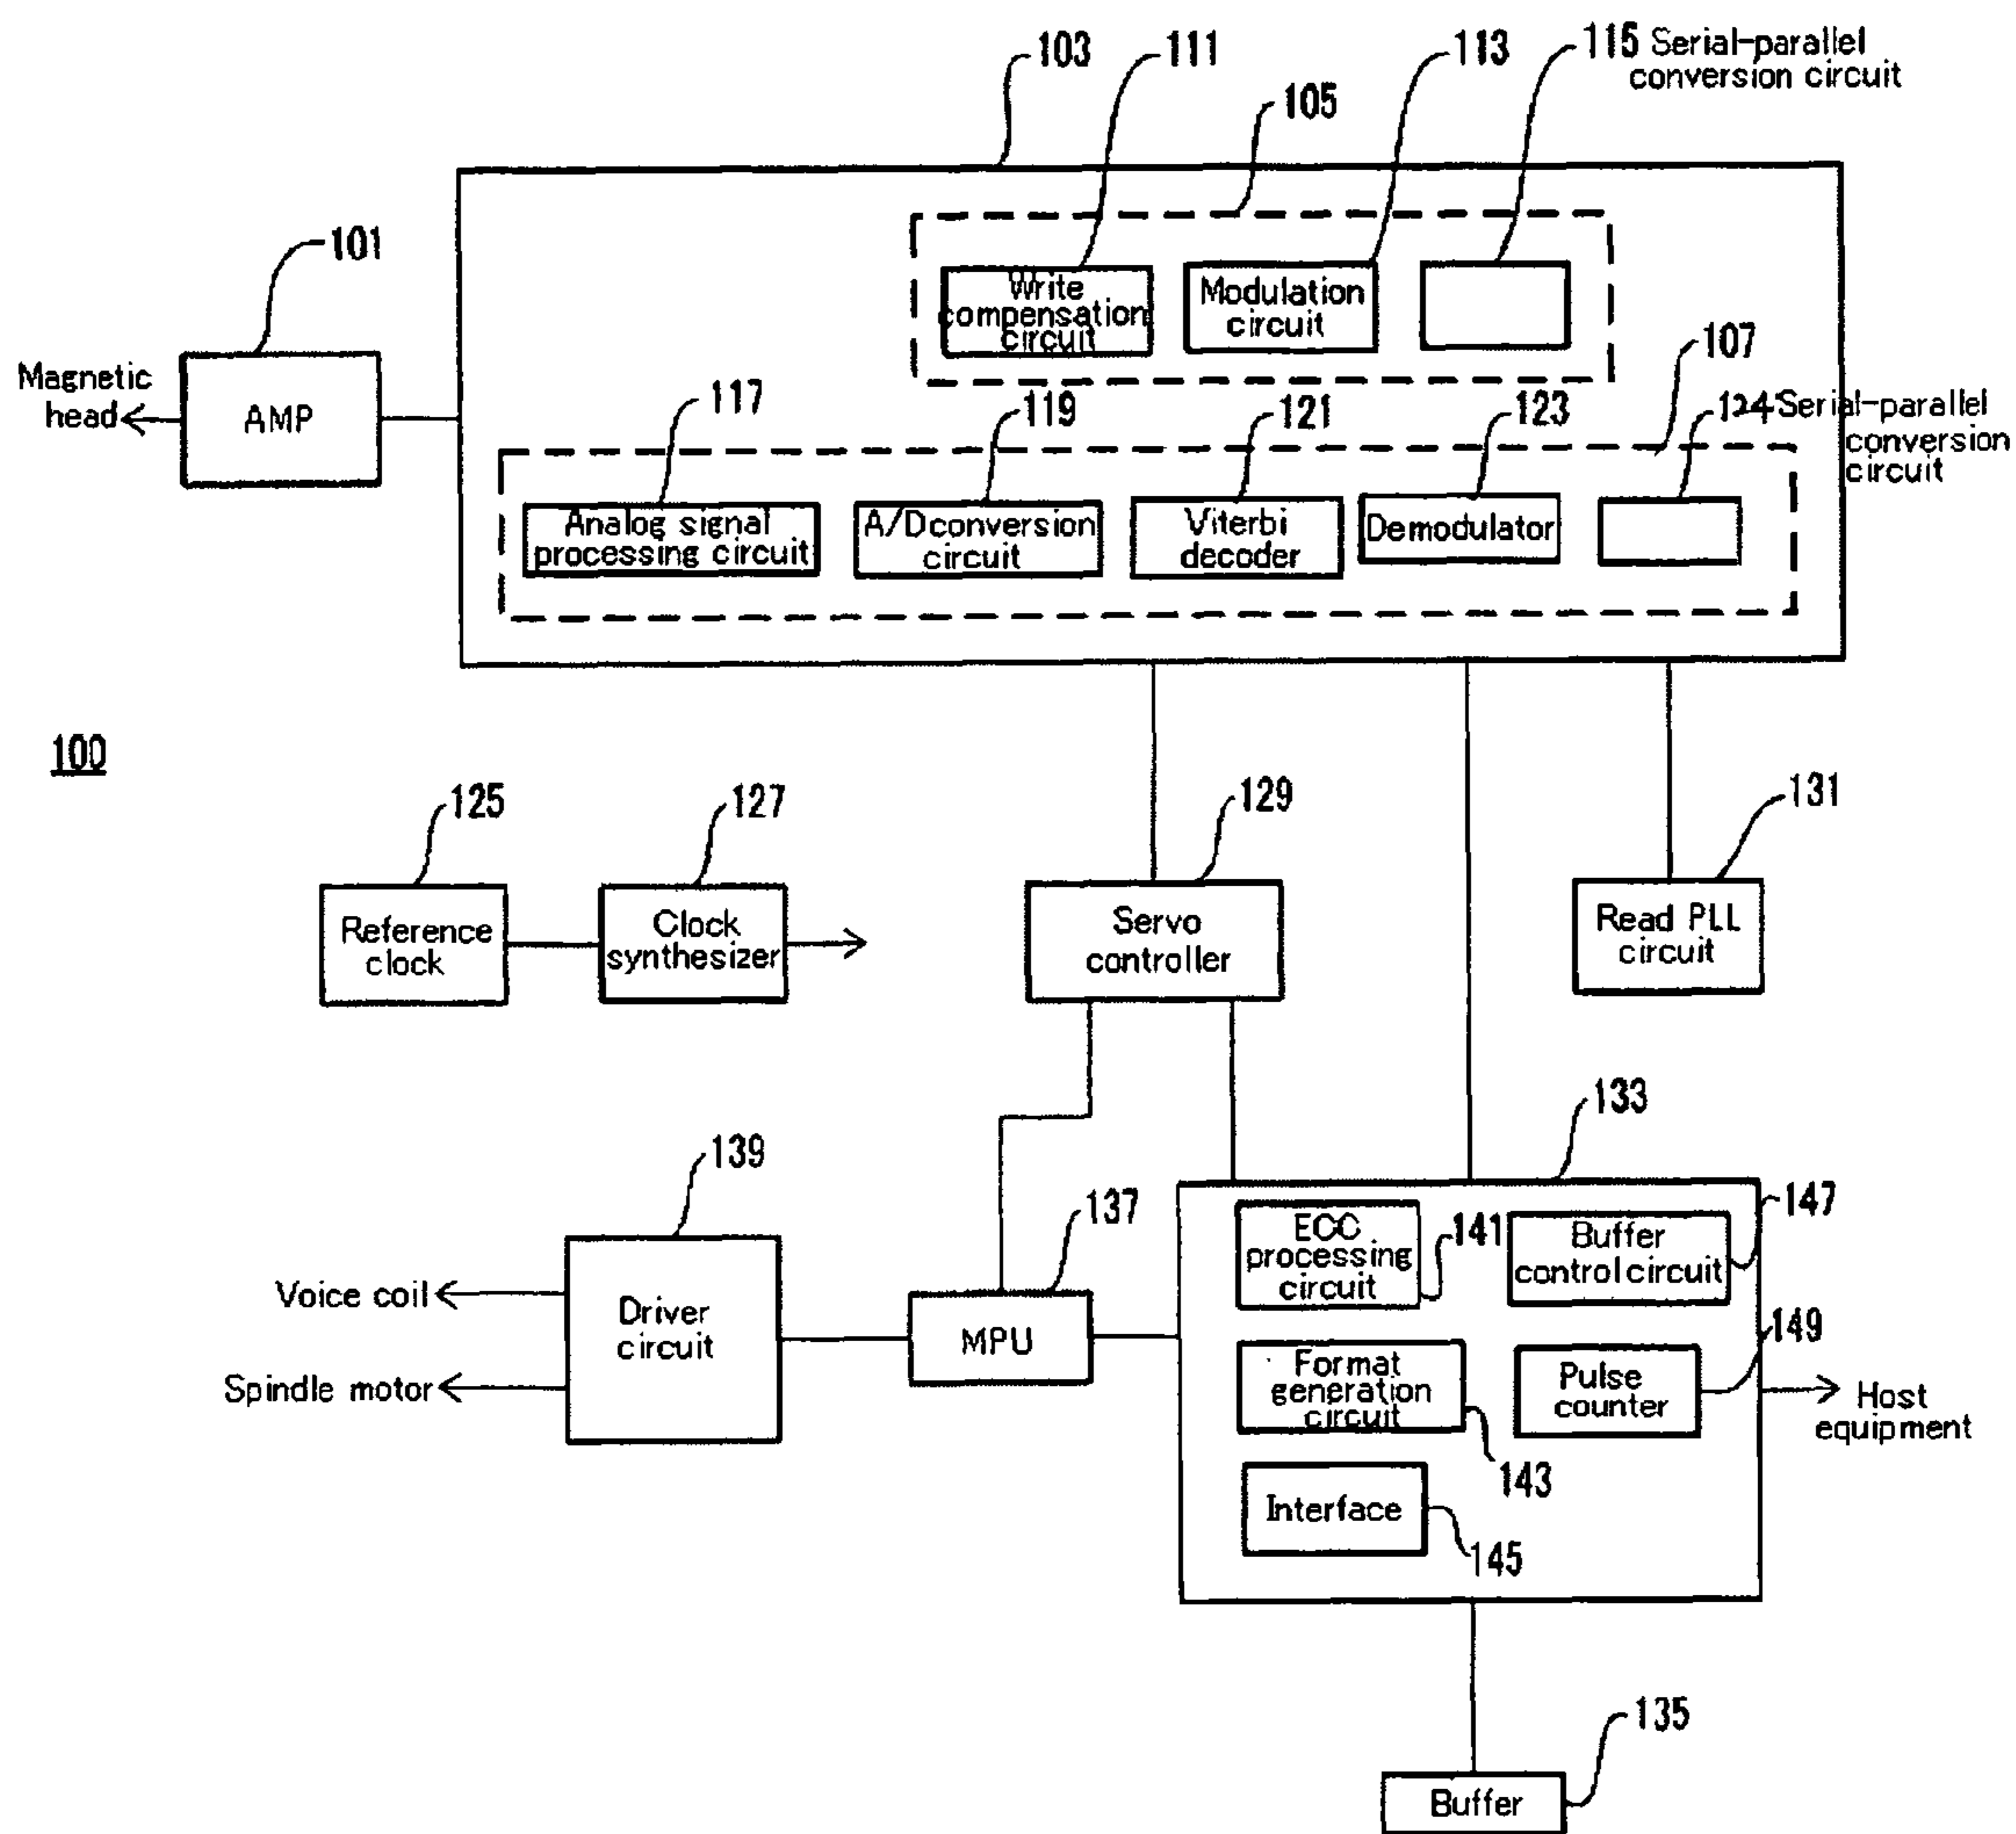 103
111
113
115 Serial-parallel
conversion circuit
105
101
Write
compensation
circuit
Modulation
circuit
107
Magnetic
head
AMP
117
119
121
123
124 Serial-parallel
conversion
circuit
Analog signal
processing circuit
A/Dconversion
circuit
Viterbi
decoder
Demodulator
100
125
127
129
131
Reference
clock
Clock
synthesizer
Servo
controller
Read PLL
circuit
133
139
137
147
ECC
processing
circuit
141
Buffer
control circuit
Voice coil
Driver
circuit
MPU
149
Spindle motor
Format
generation
circuit
Pulse
counter
Host
equipment
143
Interface
145
135
Buffer